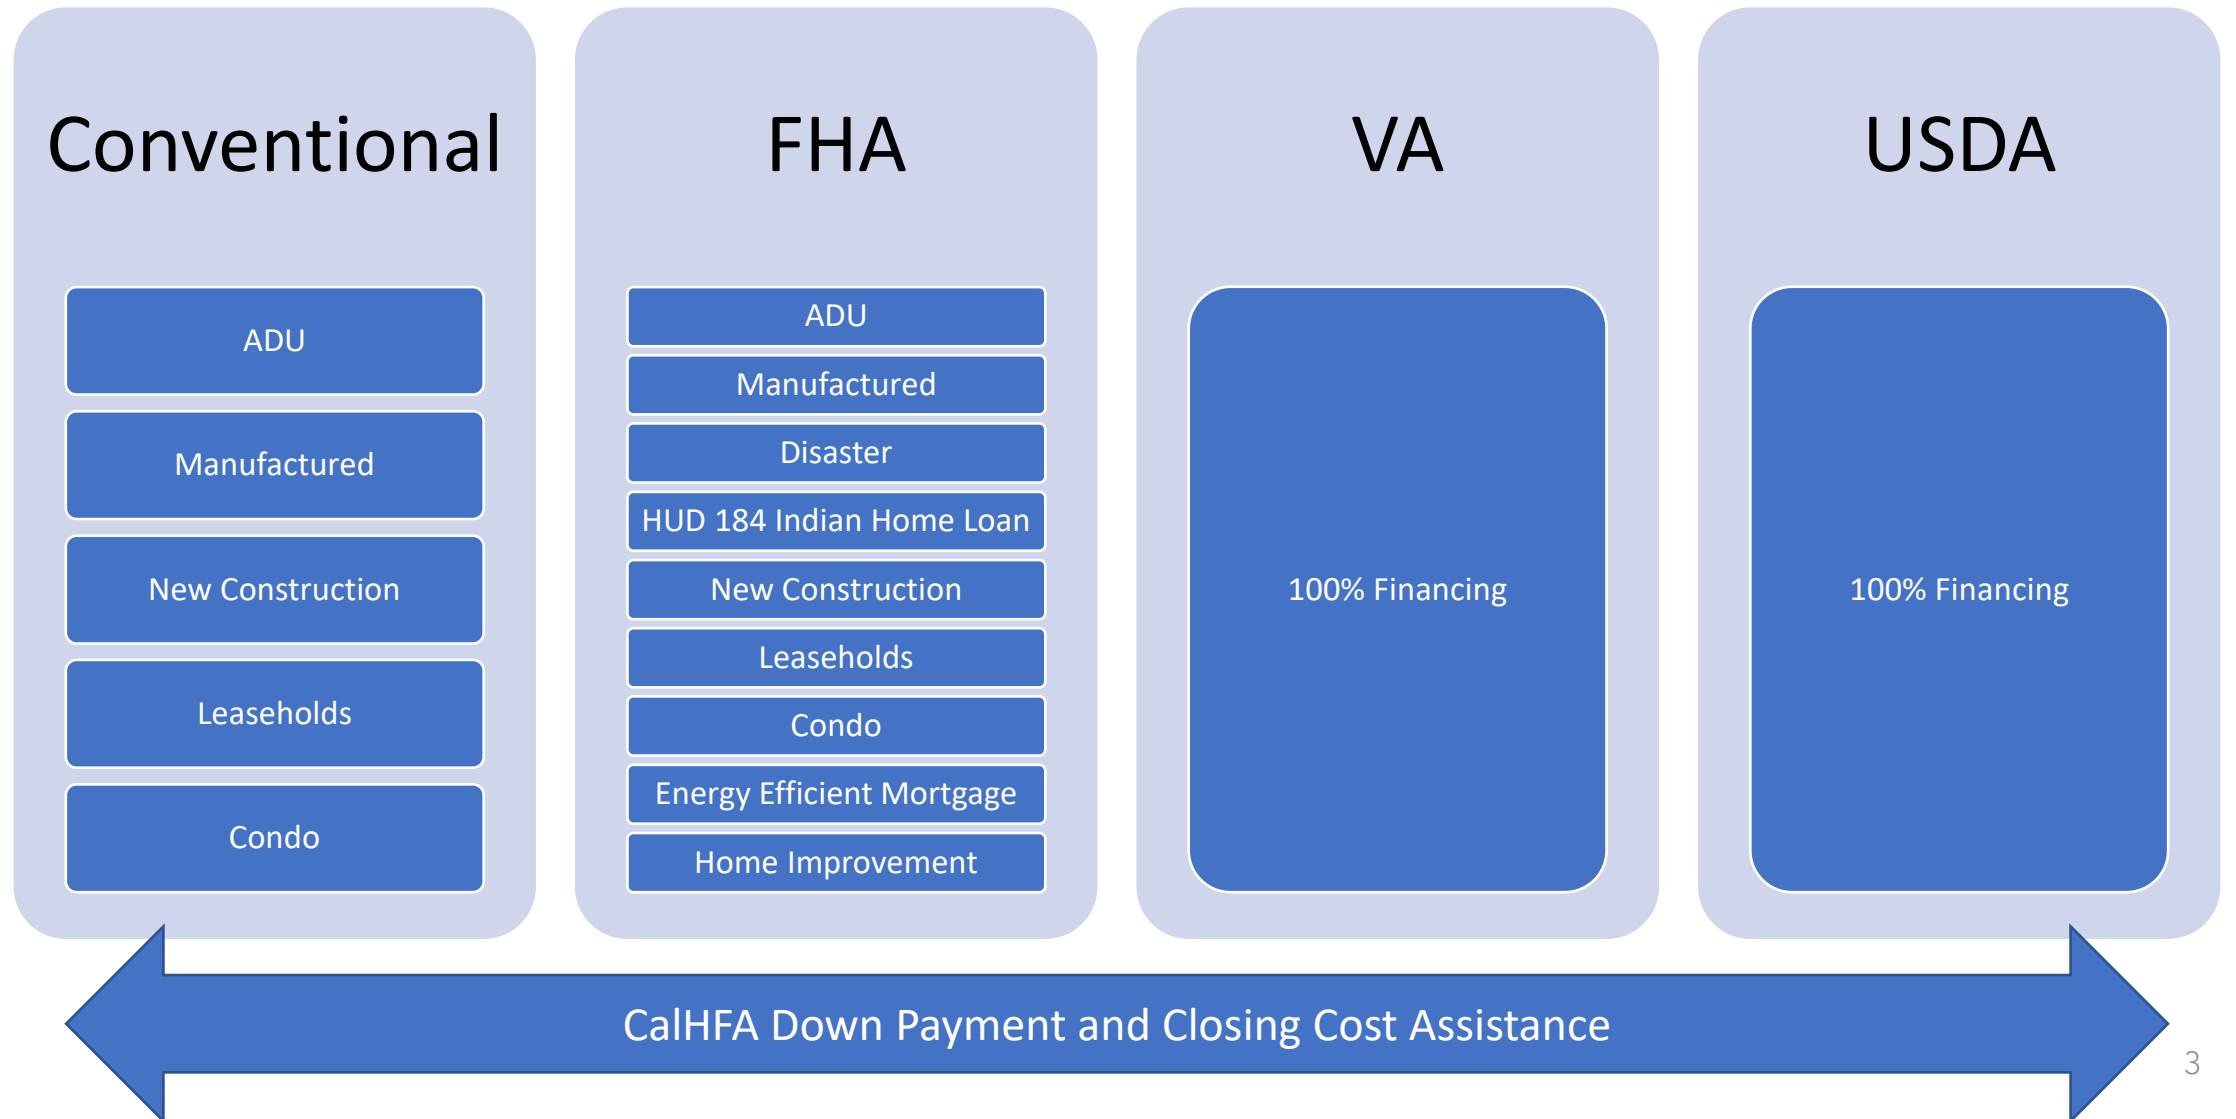 Conventional
ADU
Manufactured
New Construction
Leaseholds
Condo
FHA
ADU
Manufactured
Disaster
HUD 184 Indian Home Loan
New Construction
Leaseholds
Condo
Energy Efficient Mortgage
Home Improvement
VA
100% Financing
USDA
100% Financing
CalHFA Down Payment and Closing Cost Assistance
3